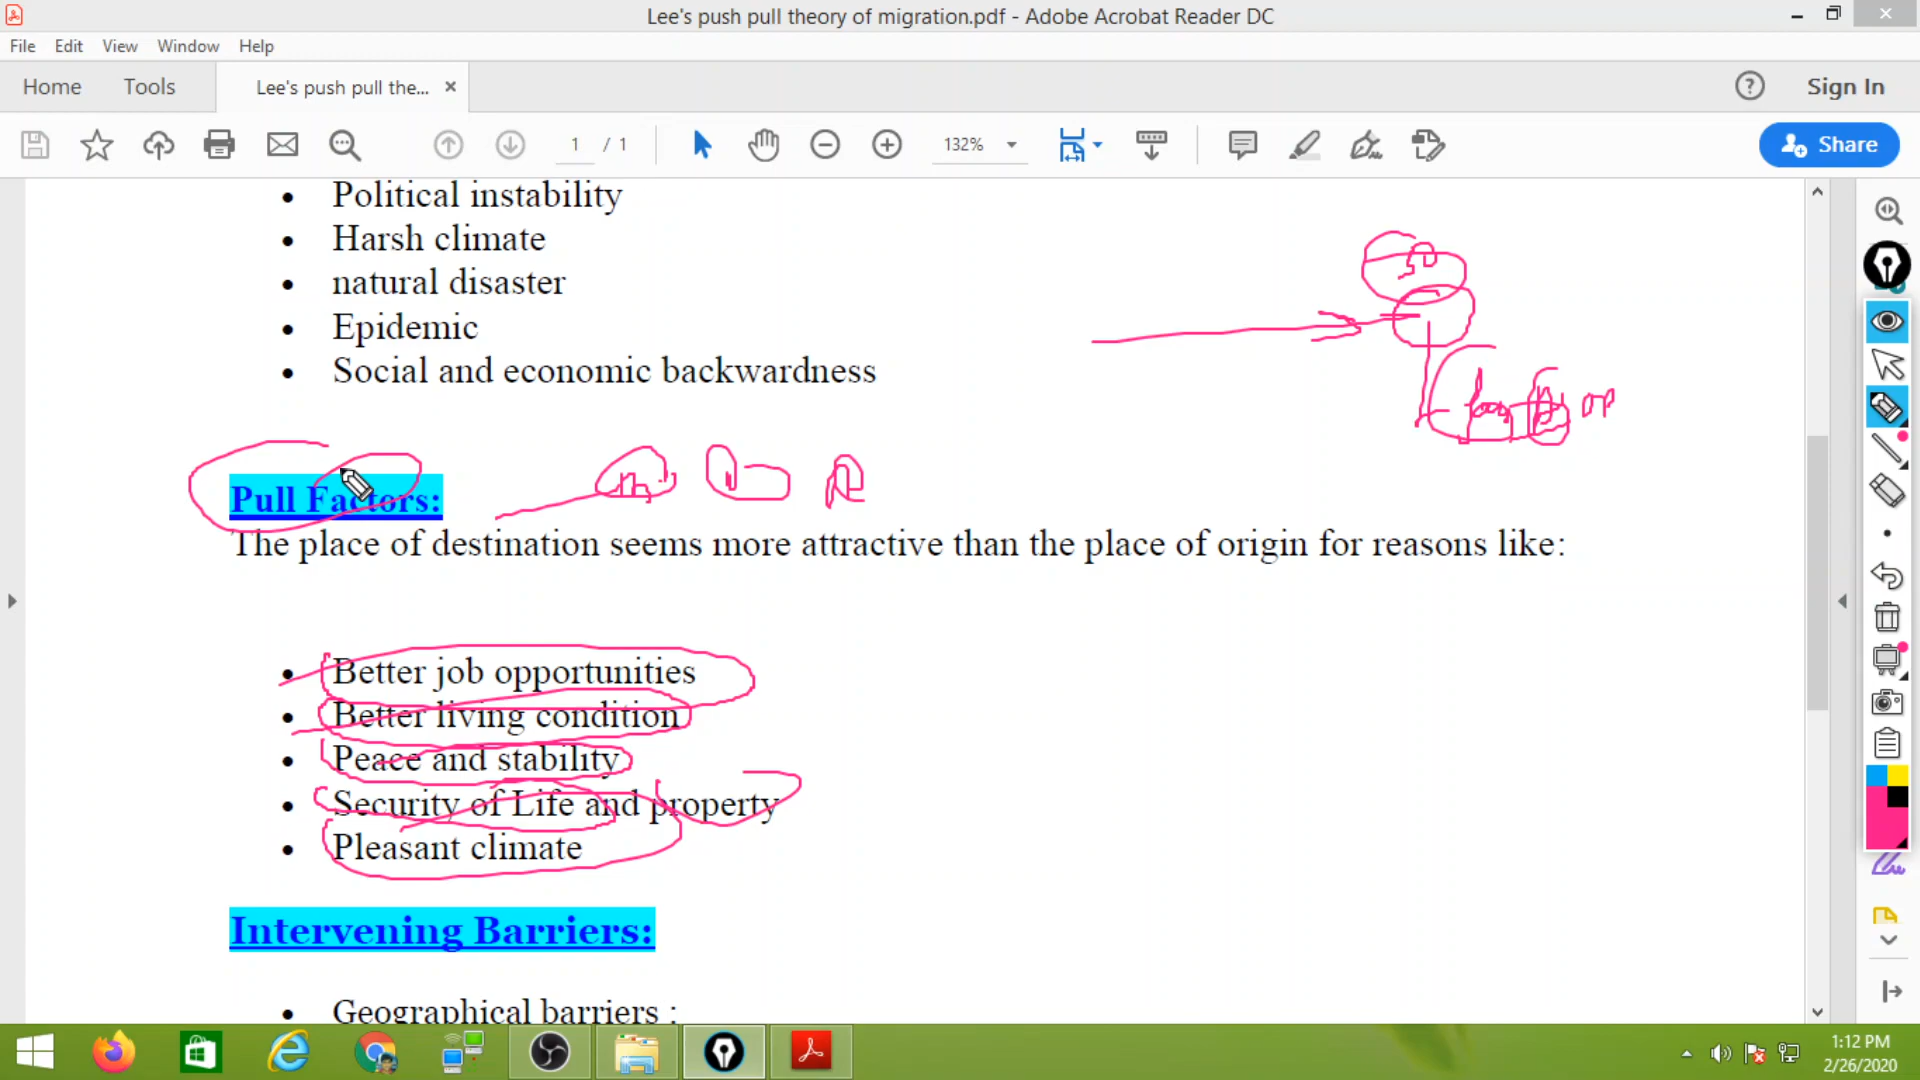 Lee's push pull theory of migration.pdf - Adobe Acrobat Reader DC
File Edit View Window Help
Home Tools Lee's push pull the... × Sign In
1 / 1 132% Share
• Political instability
• Harsh climate
• natural disaster
• Epidemic
• Social and economic backwardness
Pull Factors:
The place of destination seems more attractive than the place of origin for reasons like:
• Better job opportunities
• Better living condition
• Peace and stability
• Security of Life and property
• Pleasant climate
Intervening Barriers:
• Geographical barriers :
1:12 PM
2/26/2020